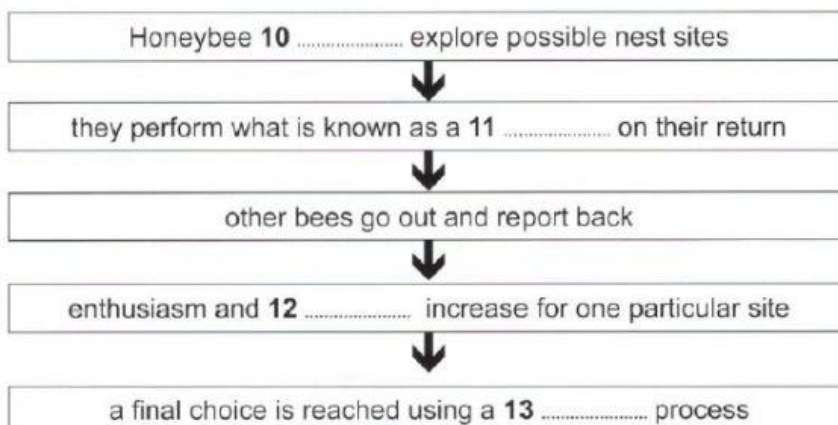 Honeybee 10 .................... explore possible nest sites
they perform what is known as a 11 .................... on their return
other bees go out and report back
enthusiasm and 12 .................... increase for one particular site
a final choice is reached using a 13 .................... process